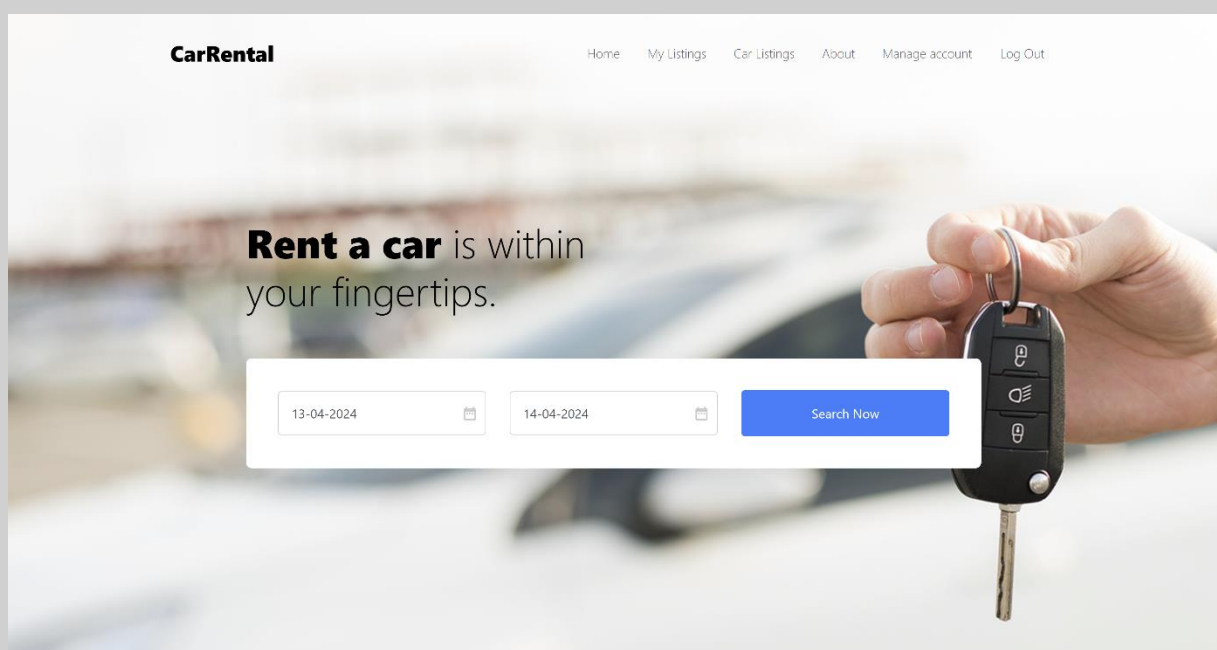 CarRental
Home My Listings Car Listings About Manage account Log Out
Rent a car is within
your fingertips.
13-04-2024 14-04-2024 Search Now